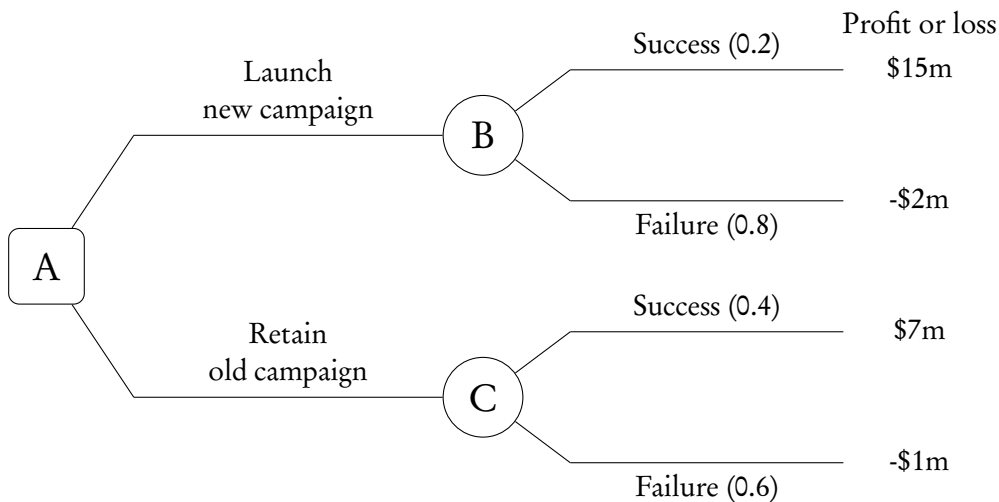 Profit or loss
Success (0.2)
$15m
Launch
new campaign
B
-$2m
Failure (0.8)
A
Success (0.4)
$7m
Retain
old campaign
C
-$1m
Failure (0.6)